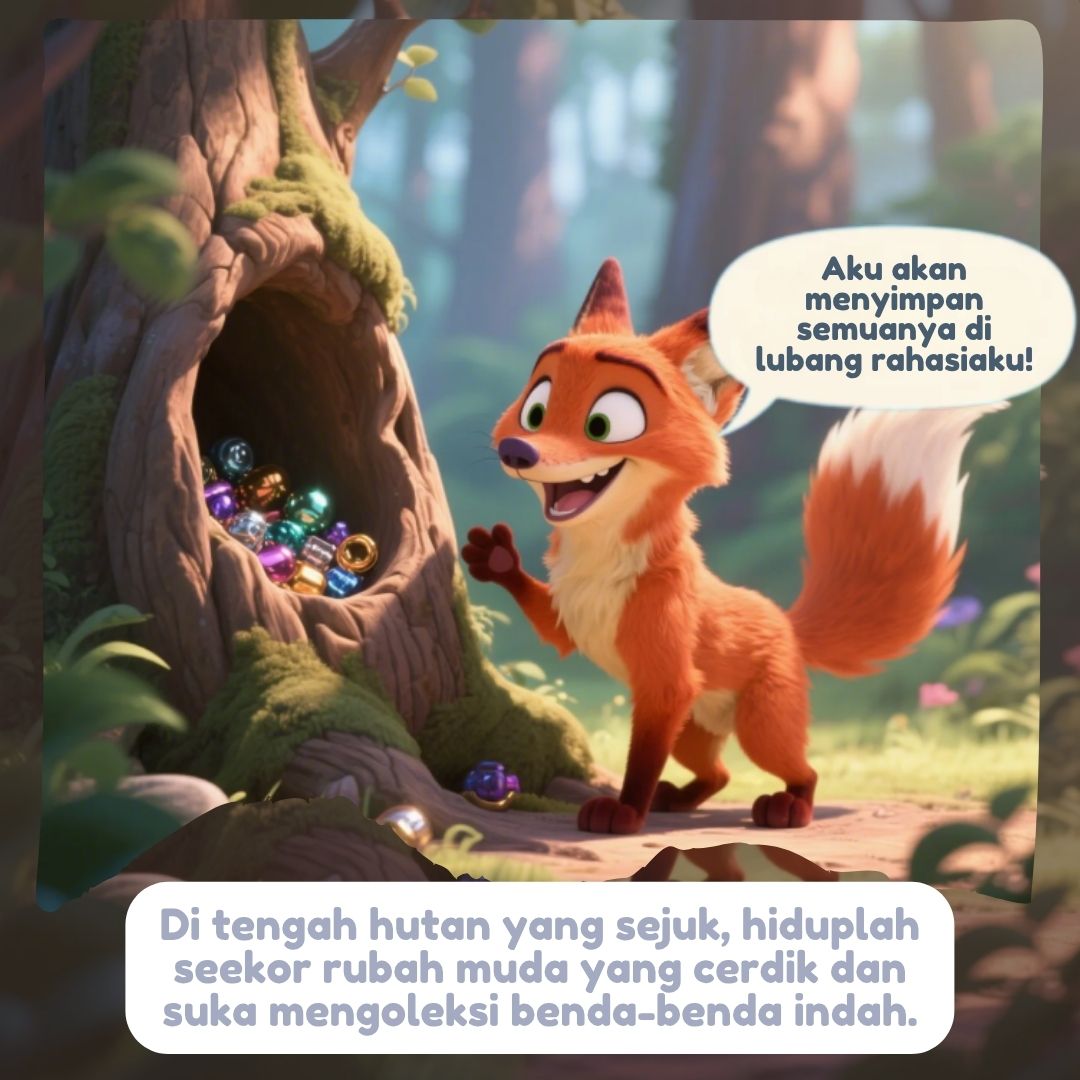 Aku akan
menyimpan
semuanya di
lubang rahasiaku!
Di tengah hutan yang sejuk, hiduplah
seekor rubah muda yang cerdik dan
suka mengoleksi benda-benda indah.